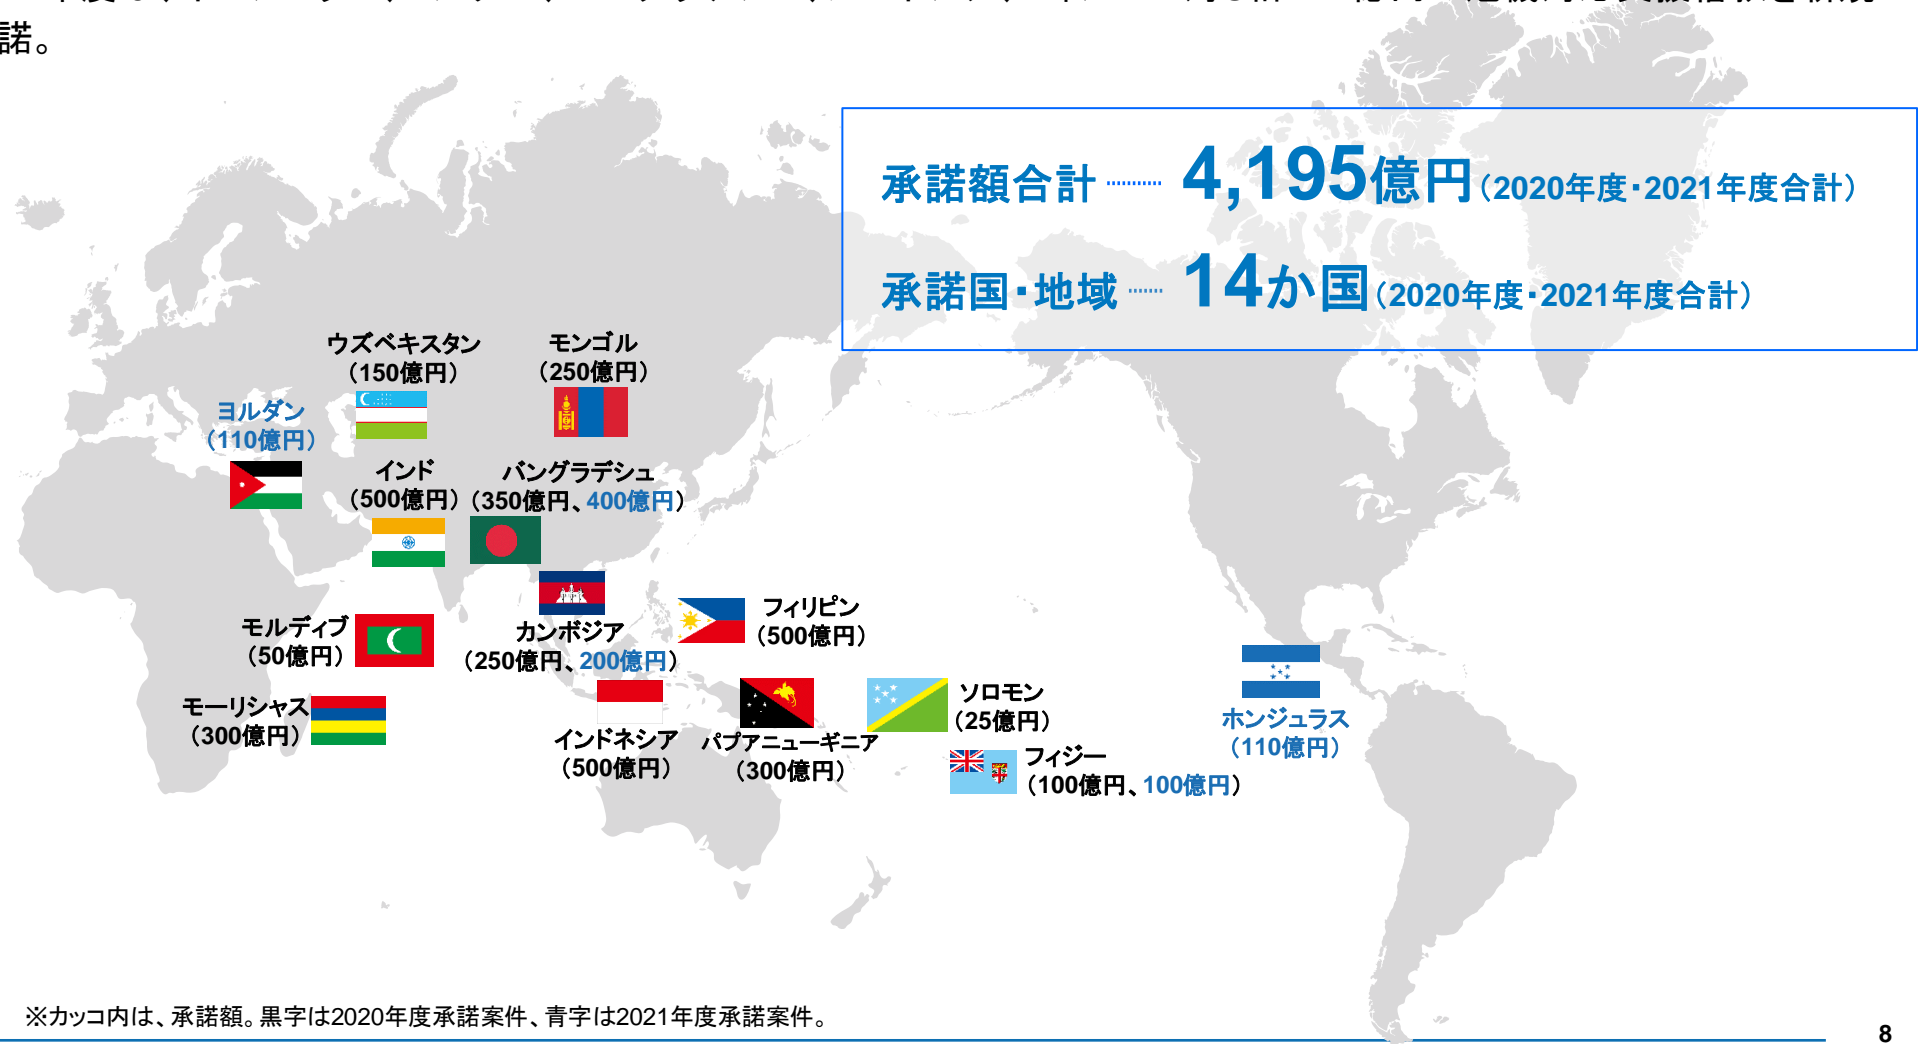 諾。
承諾額合計 ········· 4,195億円(2020年度・2021年度合計)
承諾国・地域 ······ 14か国(2020年度・2021年度合計)
ウズベキスタン
(150億円)
モンゴル
(250億円)
ヨルダン
(110億円)
インド
(500億円)
バングラデシュ
(350億円、400億円)
モルディブ
(50億円)
カンボジア
(250億円、200億円)
フィリピン
(500億円)
モーリシャス
(300億円)
インドネシア
(500億円)
パプアニューギニア
(300億円)
ソロモン
(25億円)
フィジー
(100億円、100億円)
ホンジュラス
(110億円)
※カッコ内は、承諾額。黒字は2020年度承諾案件、青字は2021年度承諾案件。
8